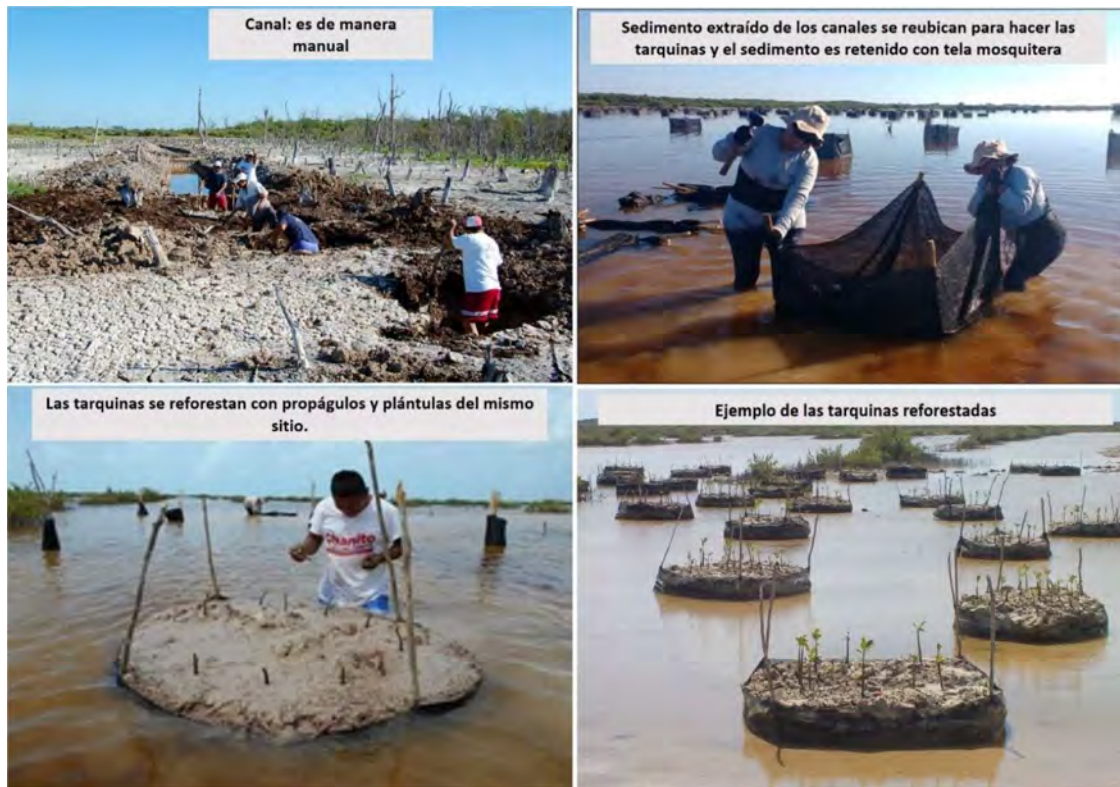 Canal: es de manera
manual
Sedimento extraído de los canales se reubican para hacer las
tarquinas y el sedimento es retenido con tela mosquitera
Las tarquinas se reforestan con propágulos y plántulas del mismo
sitio.
Chanito
Ejemplo de las tarquinas reforestadas